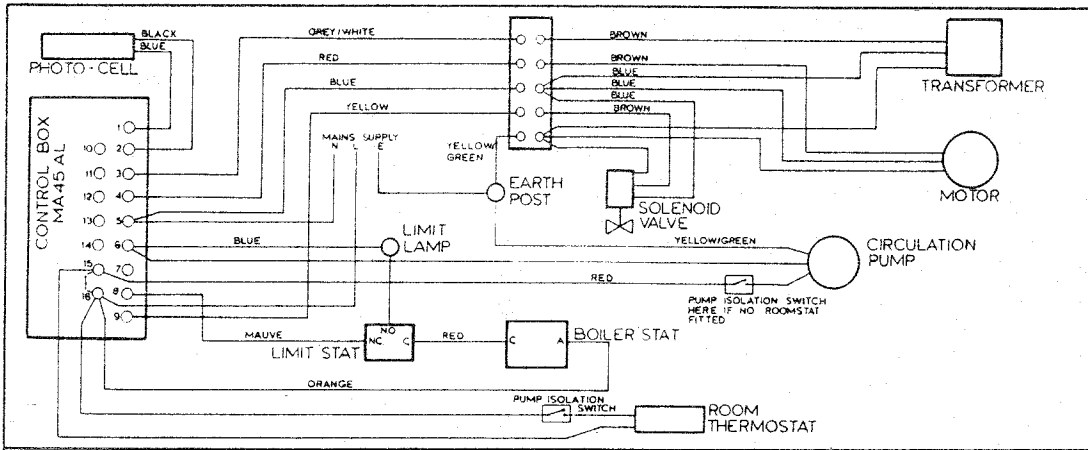 BLACK
BLUE
PHOTO-CELL
CONTROL BOX
MA45 AL
1
2
3
4
5
6
7
8
9
10
11
12
13
14
15
16
GREY/WHITE
RED
BLUE
YELLOW
MAINS SUPPLY
N L E
YELLOW/
GREEN
EARTH
POST
BROWN
BROWN
BLUE
BLUE
BLUE
BROWN
TRANSFORMER
MOTOR
SOLENOID
VALVE
YELLOW/GREEN
CIRCULATION
PUMP
BLUE
LIMIT
LAMP
RED
PUMP ISOLATION SWITCH
HERE IF NO ROOMSTAT
FITTED
MAUVE
NO
NC C
LIMIT STAT
RED
C A
BOILER STAT
ORANGE
PUMP ISOLATION
SWITCH
ROOM
THERMOSTAT